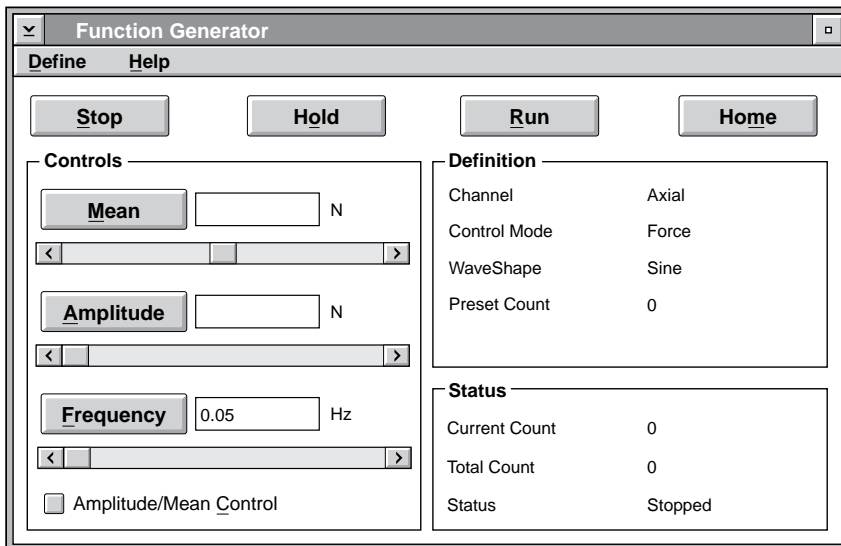 Function Generator
Define Help
Stop Hold Run Home
Controls
Mean N
Amplitude N
Frequency 0.05 Hz
Amplitude/Mean Control
Definition
Channel Axial
Control Mode Force
WaveShape Sine
Preset Count 0
Status
Current Count 0
Total Count 0
Status Stopped